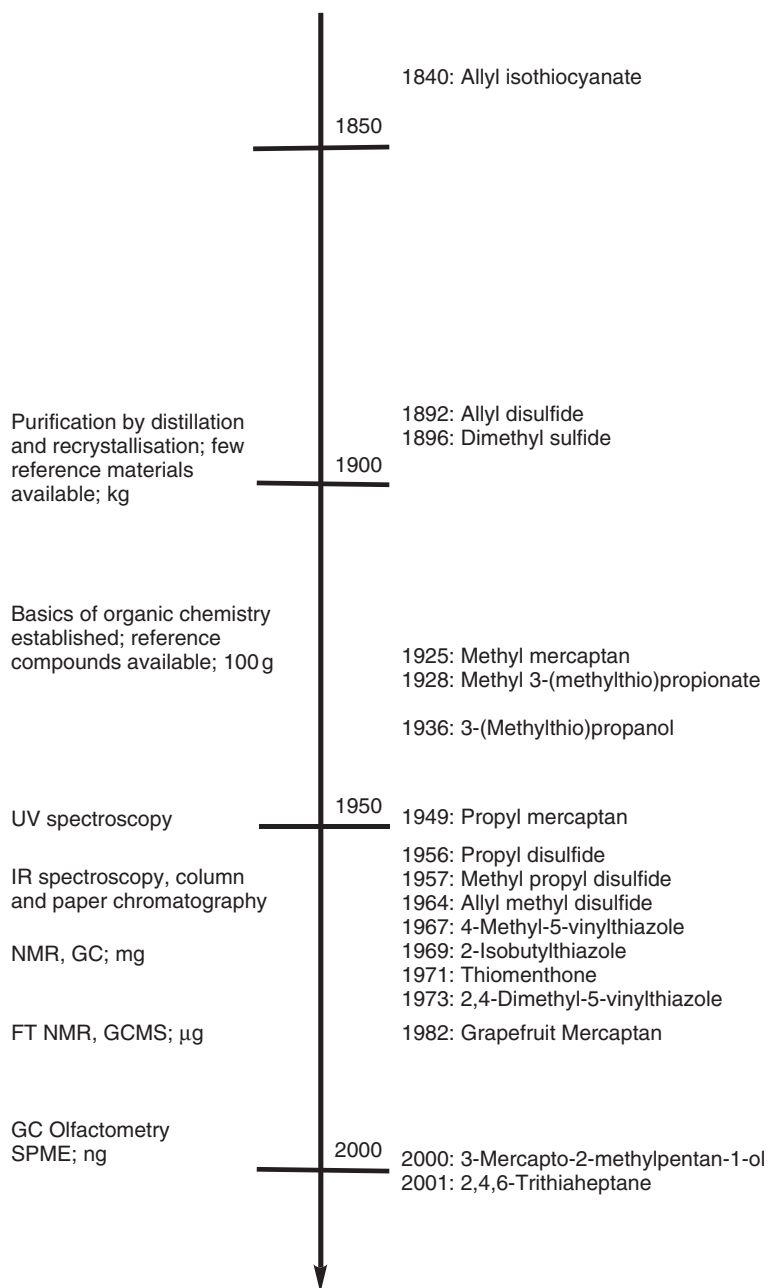 1840: Allyl isothiocyanate
1850
1892: Allyl disulfide
1896: Dimethyl sulfide
Purification by distillation
and recrystallisation; few
reference materials
available; kg
1900
Basics of organic chemistry
established; reference
compounds available; 100 g
1925: Methyl mercaptan
1928: Methyl 3-(methylthio)propionate
1936: 3-(Methylthio)propanol
1950
UV spectroscopy
1949: Propyl mercaptan
1956: Propyl disulfide
1957: Methyl propyl disulfide
1964: Allyl methyl disulfide
1967: 4-Methyl-5-vinylthiazole
1969: 2-Isobutylthiazole
1971: Thiomenthone
1973: 2,4-Dimethyl-5-vinylthiazole
IR spectroscopy, column
and paper chromatography
NMR, GC; mg
FT NMR, GCMS; μg
1982: Grapefruit Mercaptan
GC Olfactometry
SPME; ng
2000
2000: 3-Mercapto-2-methylpentan-1-ol
2001: 2,4,6-Trithiaheptane